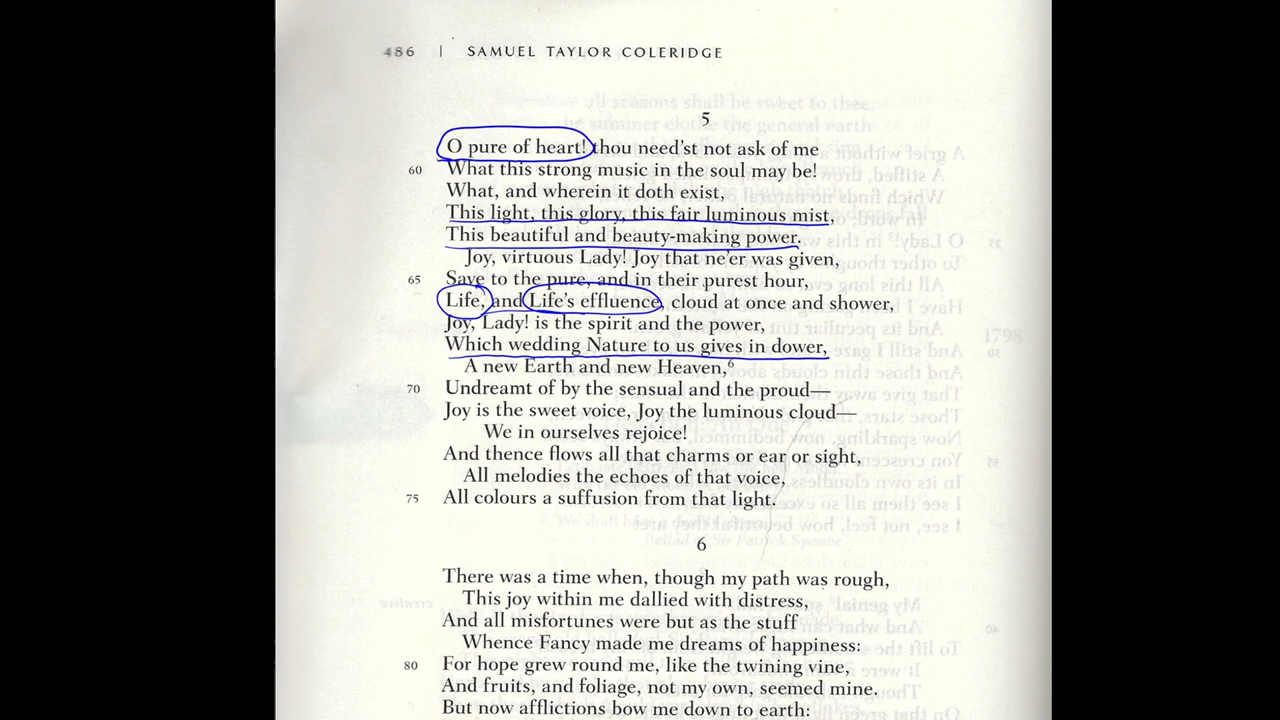 486 | SAMUEL TAYLOR COLERIDGE
5
O pure of heart! thou need'st not ask of me
60 What this strong music in the soul may be!
What, and wherein it doth exist,
This light, this glory, this fair luminous mist,
This beautiful and beauty-making power.
Joy, virtuous Lady! Joy that ne'er was given,
65 Save to the pure, and in their purest hour,
Life, and Life's effluence, cloud at once and shower,
Joy, Lady! is the spirit and the power,
Which wedding Nature to us gives in dower,
A new Earth and new Heaven,6
70 Undreamt of by the sensual and the proud—
Joy is the sweet voice, Joy the luminous cloud—
We in ourselves rejoice!
And thence flows all that charms or ear or sight,
All melodies the echoes of that voice,
75 All colours a suffusion from that light.
6
There was a time when, though my path was rough,
This joy within me dallied with distress,
And all misfortunes were but as the stuff
Whence Fancy made me dreams of happiness:
80 For hope grew round me, like the twining vine,
And fruits, and foliage, not my own, seemed mine.
But now afflictions bow me down to earth: